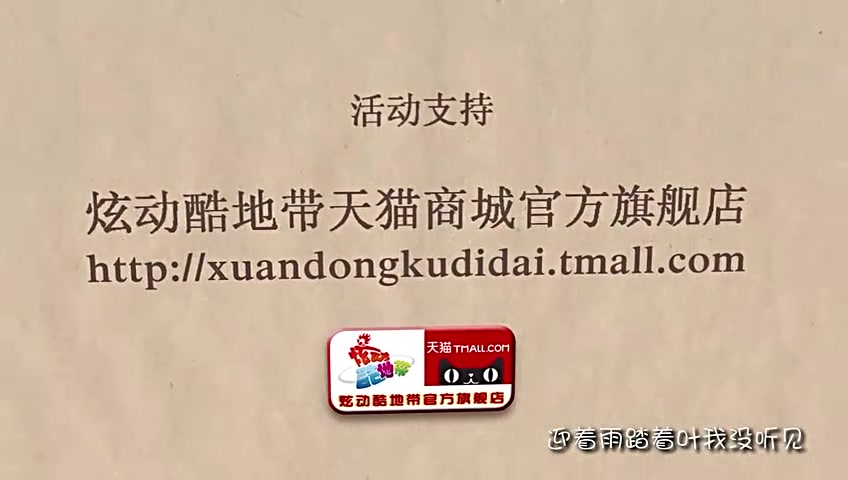 活动支持
炫动酷地带天猫商城官方旗舰店
http://xuandongkudidai.tmall.com
炫动酷地带
天猫 TMALL.COM
炫动酷地带官方旗舰店
迎着雨踏着叶我没听见